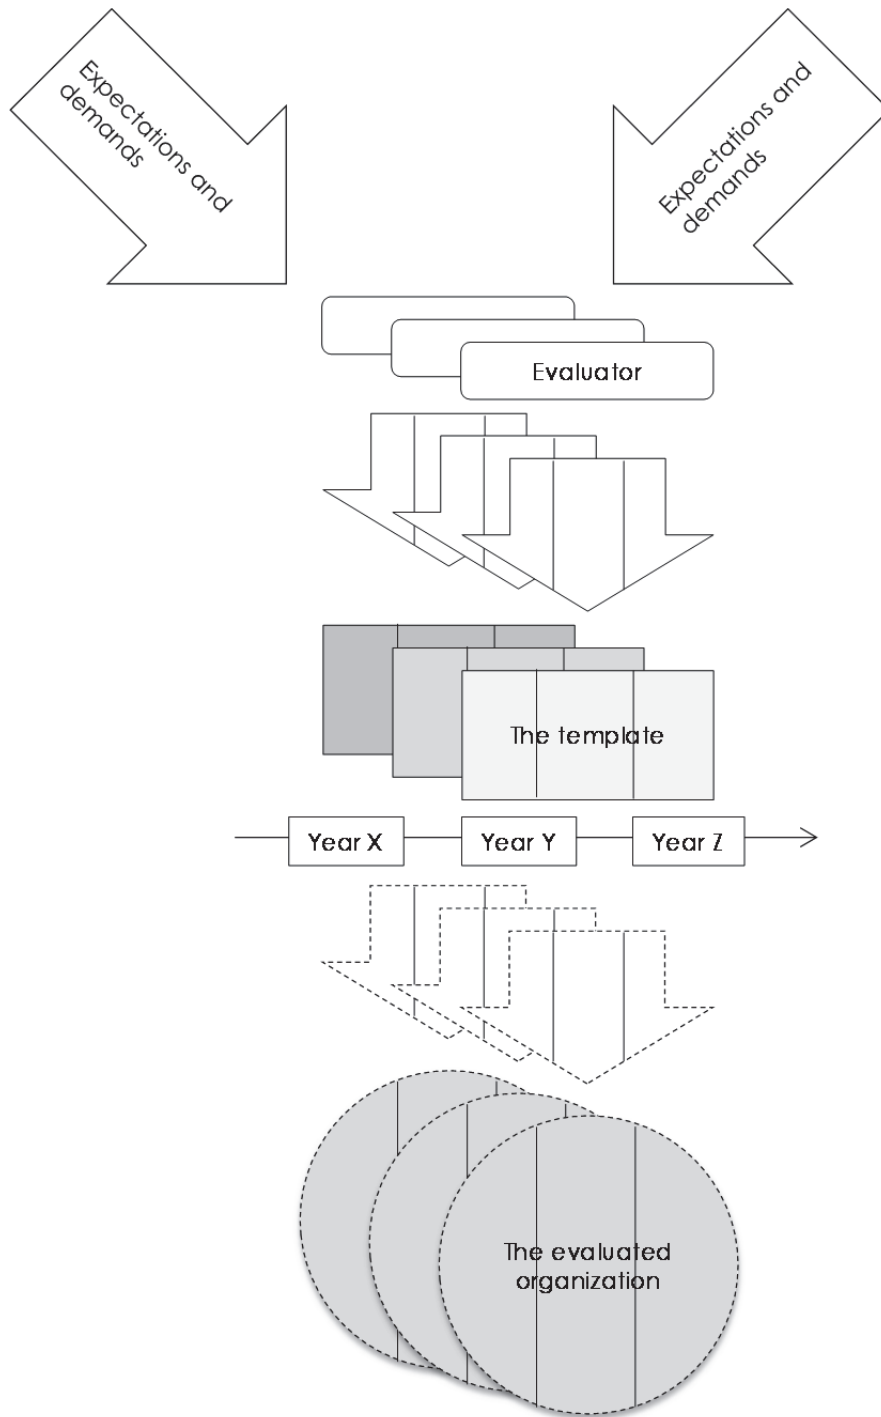 Expectations and
demands
Expectations and
demands
Evaluator
The template
Year X
Year Y
Year Z
The evaluated
organization